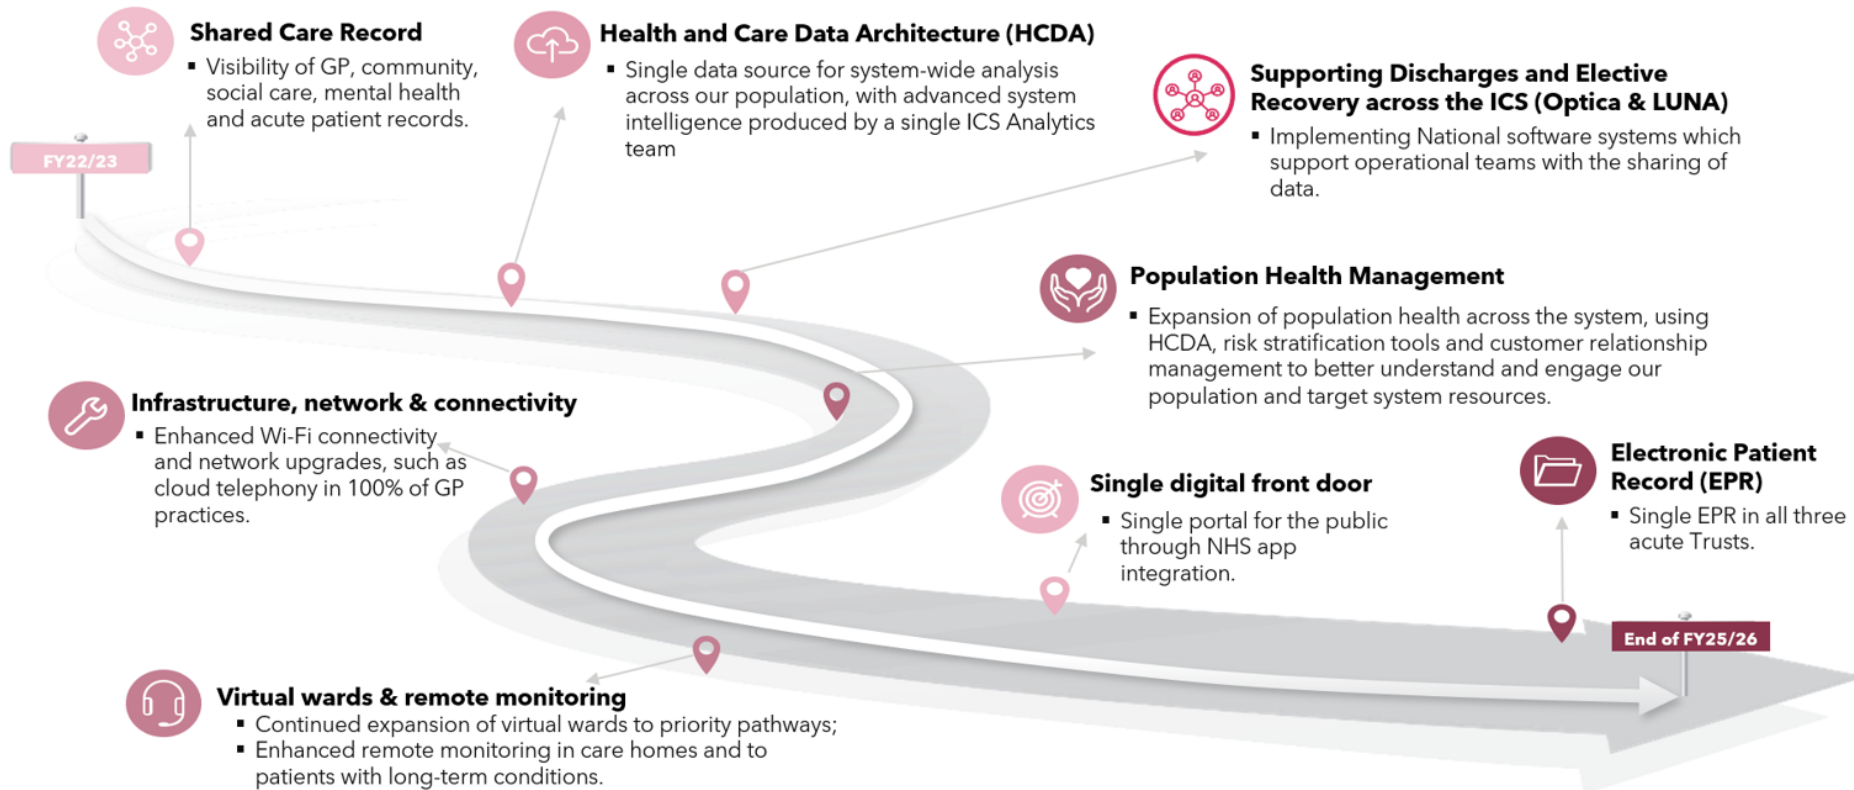 Shared Care Record
▪ Visibility of GP, community,
social care, mental health
and acute patient records.
Health and Care Data Architecture (HCDA)
▪ Single data source for system-wide analysis
across our population, with advanced system
intelligence produced by a single ICS Analytics
team
Supporting Discharges and Elective
Recovery across the ICS (Optica & LUNA)
▪ Implementing National software systems which
support operational teams with the sharing of
data.
FY22/23
Population Health Management
▪ Expansion of population health across the system, using
HCDA, risk stratification tools and customer relationship
management to better understand and engage our
population and target system resources.
Infrastructure, network & connectivity
▪ Enhanced Wi-Fi connectivity
and network upgrades, such as
cloud telephony in 100% of GP
practices.
Single digital front door
▪ Single portal for the public
through NHS app
integration.
Electronic Patient
Record (EPR)
▪ Single EPR in all three
acute Trusts.
End of FY25/26
Virtual wards & remote monitoring
▪ Continued expansion of virtual wards to priority pathways;
▪ Enhanced remote monitoring in care homes and to
patients with long-term conditions.